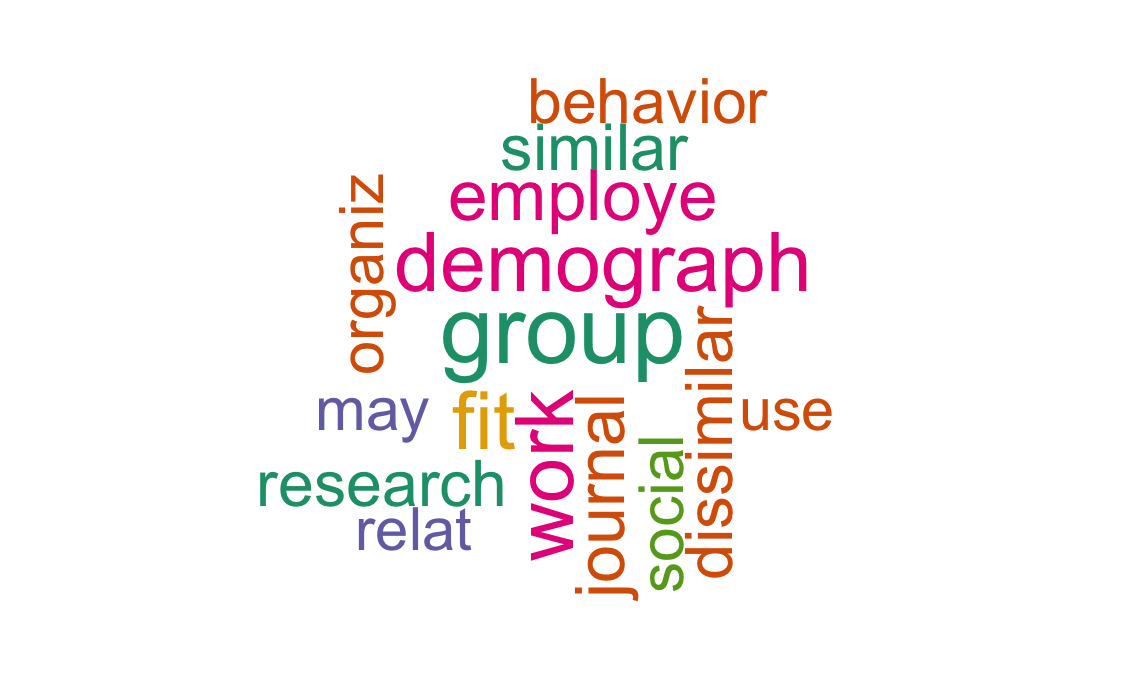 behavior
similar
employe
organiz
demograph
group
may
fit
work
journal
social
dissimilar
use
research
relat